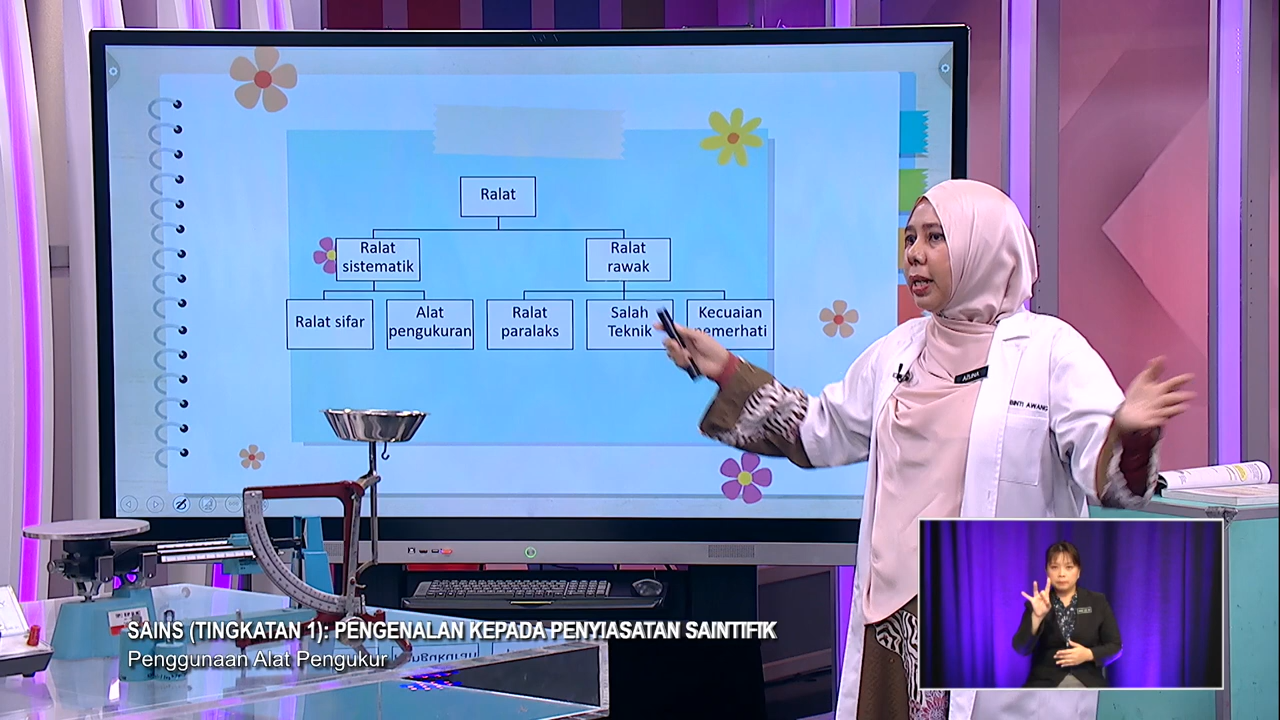 Ralat
Ralat
sistematik
Ralat
rawak
Ralat sifar
Alat
pengukuran
Ralat
paralaks
Salah
Teknik
Kecuaian
pemerhati
AZLINA
BINTI AWANG
SAINS (TINGKATAN 1): PENGENALAN KEPADA PENYIASATAN SAINTIFIK
Penggunaan Alat Pengukur